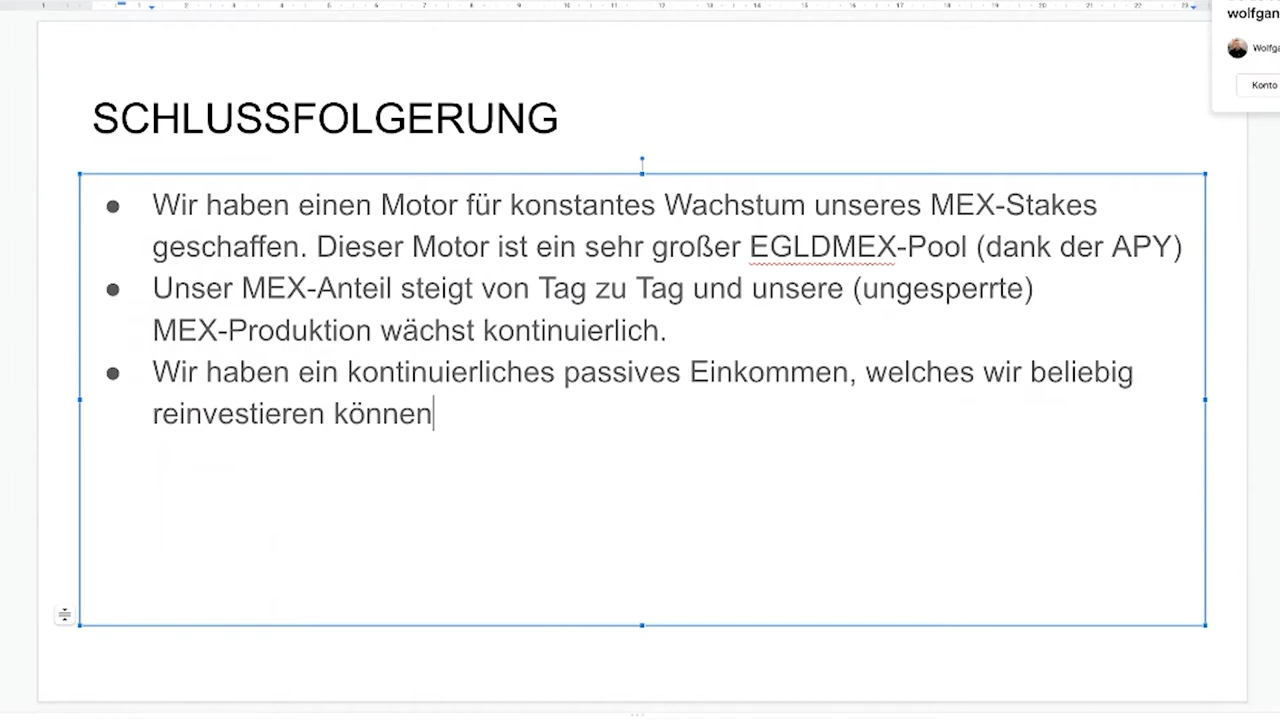 wolfgan
Wolfga
Konto
SCHLUSSFOLGERUNG
● Wir haben einen Motor für konstantes Wachstum unseres MEX-Stakes
geschaffen. Dieser Motor ist ein sehr großer EGLDMEX-Pool (dank der APY)
● Unser MEX-Anteil steigt von Tag zu Tag und unsere (ungesperrte)
MEX-Produktion wächst kontinuierlich.
● Wir haben ein kontinuierliches passives Einkommen, welches wir beliebig
reinvestieren können